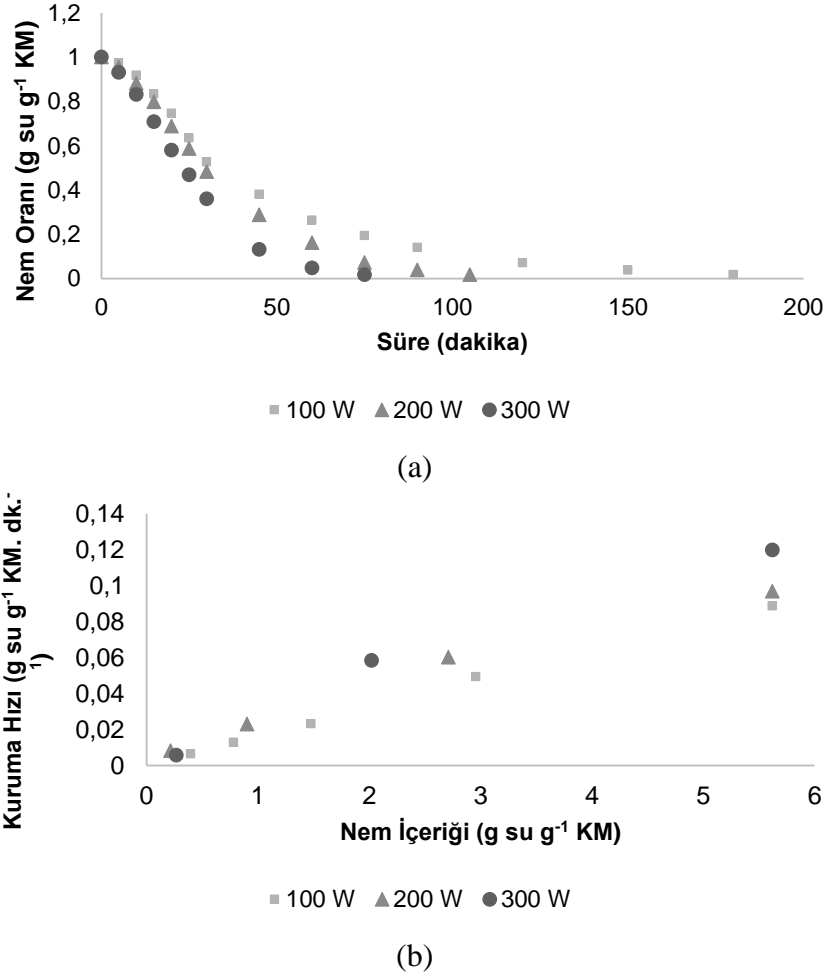 1,2
1
0,8
0,6
0,4
0,2
0
Nem Oranı (g su g⁻¹ KM)
0 50 100 150 200
Süre (dakika)
100 W 200 W 300 W
(a)
0,14
0,12
0,1
0,08
0,06
0,04
0,02
0
Kuruma Hızı (g su g⁻¹ KM. dk.⁻
¹)
0 1 2 3 4 5 6
Nem İçeriği (g su g⁻¹ KM)
100 W 200 W 300 W
(b)